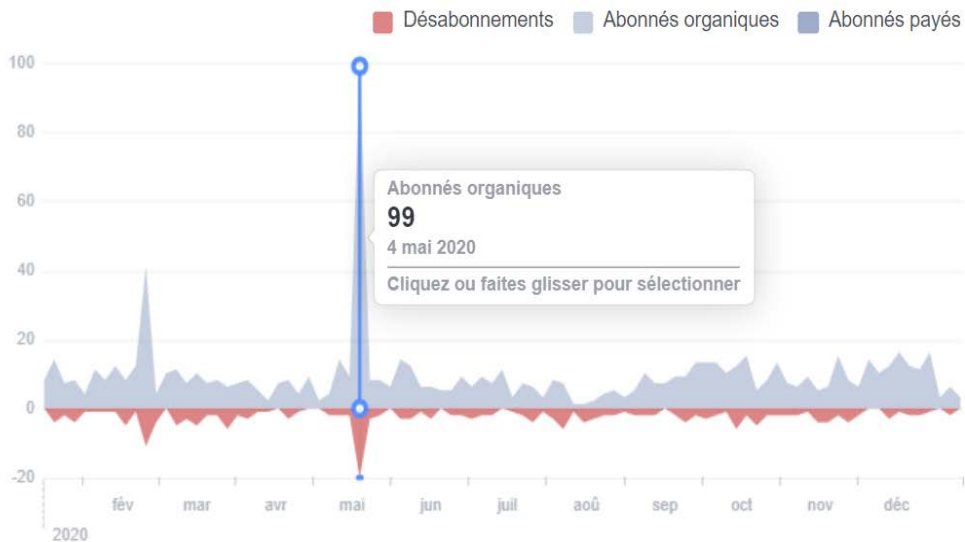 Désabonnements Abonnés organiques Abonnés payés
100
80
60
40
20
0
-20
Abonnés organiques
99
4 mai 2020
Cliquez ou faites glisser pour sélectionner
fév mar avr mai jun juil aoû sep oct nov déc
2020